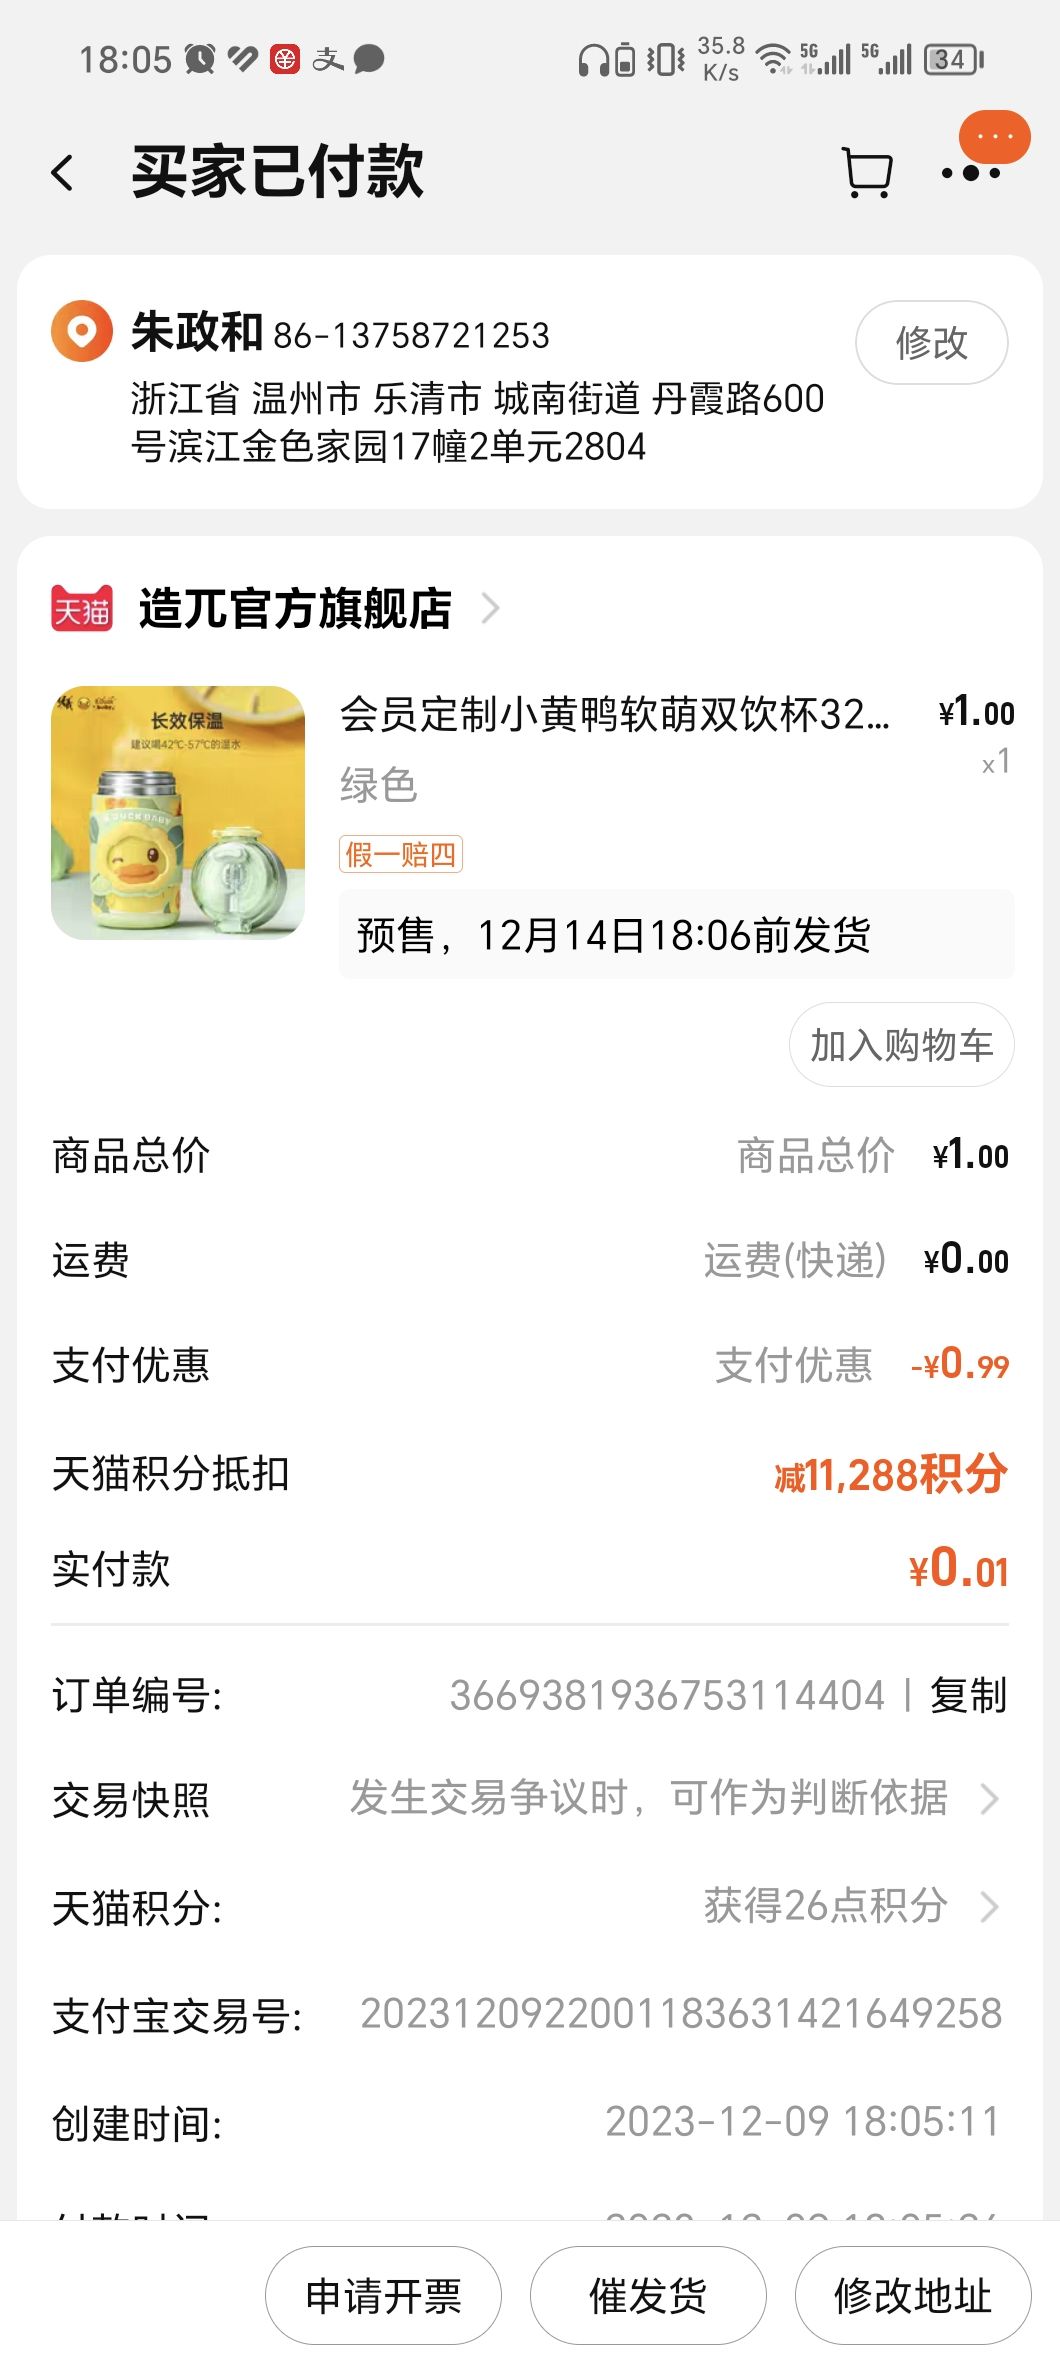 18:05
35.8
K/s
5G
5G
34
买家已付款
朱政和 86-13758721253
修改
浙江省 温州市 乐清市 城南街道 丹霞路600
号滨江金色家园17幢2单元2804
天猫 造兀官方旗舰店
长效保温
建议喝42℃-57℃的温水
DUCK BABY
会员定制小黄鸭软萌双饮杯32... ¥1.00
绿色 x1
假一赔四
预售，12月14日18:06前发货
加入购物车
商品总价 商品总价 ¥1.00
运费 运费(快递) ¥0.00
支付优惠 支付优惠 -¥0.99
天猫积分抵扣 减11,288积分
实付款 ¥0.01
订单编号: 3669381936753114404 | 复制
交易快照 发生交易争议时，可作为判断依据
天猫积分: 获得26点积分
支付宝交易号: 2023120922001183631421649258
创建时间: 2023-12-09 18:05:11
申请开票 催发货 修改地址